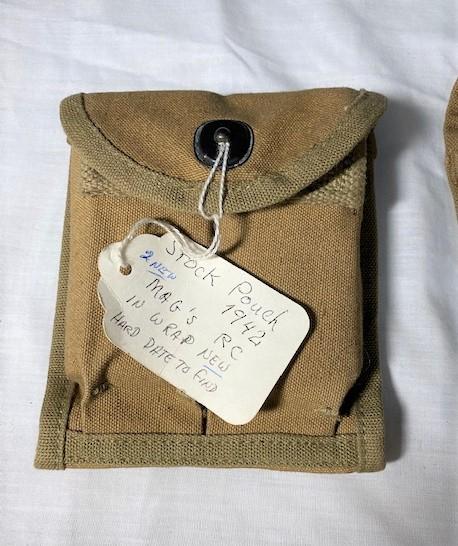 Stock Pouch
1942
2 NEW
MAG'S RC
IN WRAP NEW
HARD DATE TO FIND